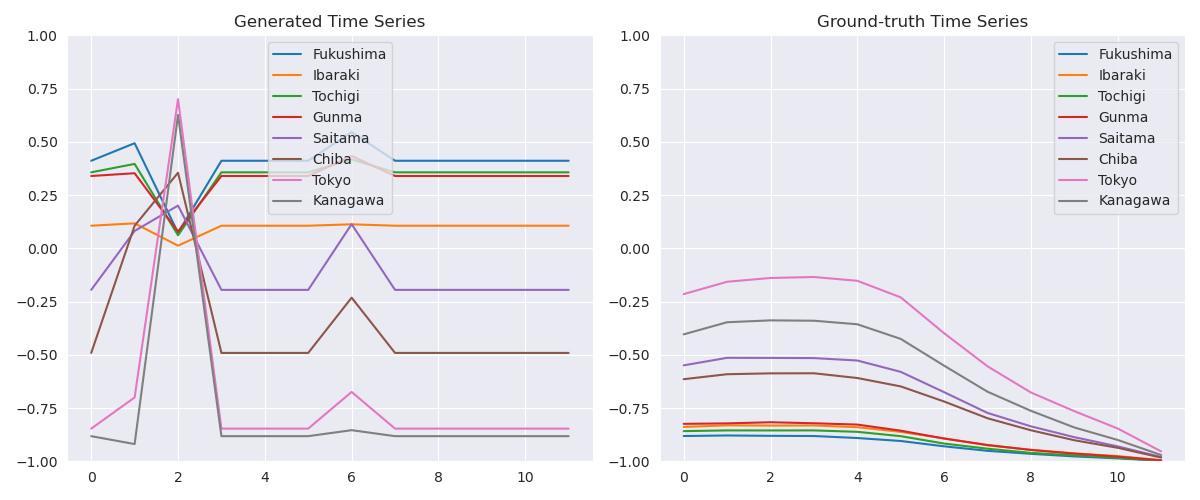 Generated Time Series
1.00
0.75
0.50
0.25
0.00
−0.25
−0.50
−0.75
−1.00
0 2 4 6 8 10
Fukushima
Ibaraki
Tochigi
Gunma
Saitama
Chiba
Tokyo
Kanagawa
Ground-truth Time Series
1.00
0.75
0.50
0.25
0.00
−0.25
−0.50
−0.75
−1.00
0 2 4 6 8 10
Fukushima
Ibaraki
Tochigi
Gunma
Saitama
Chiba
Tokyo
Kanagawa